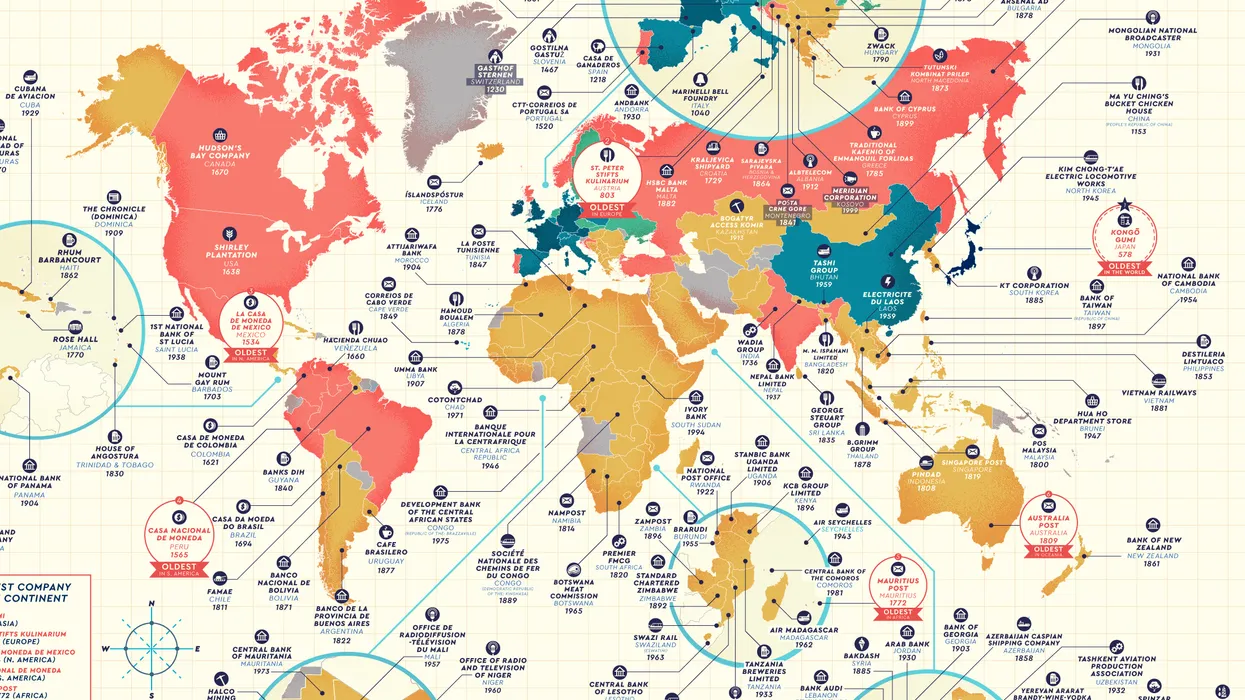 1881
ARSENAL AD
BULGARIA
1878
MONGOLIAN NATIONAL
BROADCASTER
MONGOLIA
1931
GOSTILNA
GASTUŽ
SLOVENIA
1467
CASA DE
GANADEROS
SPAIN
1218
ZWACK
HUNGARY
1790
GASTHOF
STERNEN
SWITZERLAND
1230
TUTUNSKI
KOMBINAT PRILEP
NORTH MACEDONIA
1873
CUBANA
DE AVIACION
CUBA
1929
CTT-CORREIOS DE
PORTUGAL SA
PORTUGAL
1520
ANDBANK
ANDORRA
1930
MARINELLI BELL
FOUNDRY
ITALY
1040
BANK OF CYPRUS
CYPRUS
1899
MA YU CHING'S
BUCKET CHICKEN
HOUSE
CHINA
(PEOPLE'S REPUBLIC OF CHINA)
1153
HUDSON'S
BAY COMPANY
CANADA
1670
ST. PETER
STIFTS
KULINARIUM
AUSTRIA
803
OLDEST
IN EUROPE
HSBC BANK
MALTA
MALTA
1882
KRALJEVICA
SHIPYARD
CROATIA
1729
SARAJEVSKA
PIVARA
BOSNIA &
HERZEGOVINA
1864
ALBTELECOM
ALBANIA
1912
TRADITIONAL
KAFENIO OF
EMMANOUIL FORLIDAS
GREECE
1785
MERIDIAN
CORPORATION
KOSOVO
1999
POSTA
CRNE GORE
MONTENEGRO
1841
KIM CHONG-T'AE
ELECTRIC LOCOMOTIVE
WORKS
NORTH KOREA
1945
ÍSLANDSPÓSTUR
ICELAND
1776
THE CHRONICLE
(DOMINICA)
DOMINICA
1909
BOGATYR
ACCESS KOMIR
KAZAKHSTAN
1913
KONGŌ
GUMI
JAPAN
578
OLDEST
IN THE WORLD
SHIRLEY
PLANTATION
USA
1638
ATTIJARIWAFA
BANK
MOROCCO
1904
LA POSTE
TUNISIENNE
TUNISIA
1847
RHUM
BARBANCOURT
HAITI
1862
TASHI
GROUP
BHUTAN
1959
KT CORPORATION
SOUTH KOREA
1885
NATIONAL BANK
OF CAMBODIA
CAMBODIA
1954
ELECTRICITE
DU LAOS
LAOS
1959
BANK OF
TAIWAN
TAIWAN
(REPUBLIC OF CHINA)
1897
CORREIOS DE
CABO VERDE
CAPE VERDE
1849
HAMOUD
BOUALEM
ALGERIA
1878
LA CASA
DE MONEDA
DE MEXICO
MEXICO
1534
OLDEST
IN N. AMERICA
ROSE HALL
JAMAICA
1770
1ST NATIONAL
BANK OF
ST LUCIA
SAINT LUCIA
1938
HACIENDA CHUAO
VENEZUELA
1660
WADIA
GROUP
INDIA
1736
M. M. ISPAHANI
LIMITED
BANGLADESH
1820
DESTILERIA
LIMTUACO
PHILIPPINES
1853
UMMA BANK
LIBYA
1907
NEPAL BANK
LIMITED
NEPAL
1937
MOUNT
GAY RUM
BARBADOS
1703
COTONTCHAD
CHAD
1971
VIETNAM RAILWAYS
VIETNAM
1881
IVORY
BANK
SOUTH SUDAN
1994
GEORGE
STEUART
GROUP
SRI LANKA
1835
HUA HO
DEPARTMENT STORE
BRUNEI
1947
BANQUE
INTERNATIONALE POUR
LA CENTRAFRIQUE
CENTRAL AFRICA
REPUBLIC
1946
CASA DE MONEDA
DE COLOMBIA
COLOMBIA
1621
B.GRIMM
GROUP
THAILAND
1878
POS
MALAYSIA
MALAYSIA
1800
HOUSE OF
ANGOSTURA
TRINIDAD & TOBAGO
1830
BANKS DIH
GUYANA
1840
STANBIC BANK
UGANDA
LIMITED
UGANDA
1906
NATIONAL
POST OFFICE
RWANDA
1922
KCB GROUP
LIMITED
KENYA
1896
PINDAD
INDONESIA
1808
SINGAPORE POST
SINGAPORE
1819
NATIONAL BANK
OF PANAMA
PANAMA
1904
DEVELOPMENT BANK
OF THE CENTRAL
AFRICAN STATES
CONGO
(REPUBLIC OF THE BRAZZAVILLE)
1975
NAMPOST
NAMIBIA
1814
ZAMPOST
ZAMBIA
1896
BRARUDI
BURUNDI
1955
AIR SEYCHELLES
SEYCHELLES
1943
CASA NACIONAL
DE MONEDA
PERU
1565
OLDEST
IN S. AMERICA
CASA DA MOEDA
DO BRASIL
BRAZIL
1694
AUSTRALIA
POST
AUSTRALIA
1809
OLDEST
IN OCEANIA
BANK OF NEW
ZEALAND
NEW ZEALAND
1861
CAFE
BRASILERO
URUGUAY
1877
SOCIÉTÉ
NATIONALE DES
CHEMINS DE FER
DU CONGO
CONGO
(DEMOCRATIC REPUBLIC
OF THE/KINSHASA)
1889
PREMIER
FMCG
SOUTH AFRICA
1820
BOTSWANA
MEAT
COMMISSION
BOTSWANA
1965
STANDARD
CHARTERED
ZIMBABWE
ZIMBABWE
1892
CENTRAL BANK OF
THE COMOROS
COMOROS
1981
MAURITIUS
POST
MAURITIUS
1772
OLDEST
IN AFRICA
FAMAE
CHILE
1811
BANCO
NACIONAL DE
BOLIVIA
BOLIVIA
1871
BANCO DE LA
PROVINCIA DE
BUENOS AIRES
ARGENTINA
1822
OFFICE DE
RADIODIFFUSION
-TÉLÉVISION
DU MALI
MALI
1957
SWAZI RAIL
SWAZILAND
(ESWATINI)
1963
AIR MADAGASCAR
MADAGASCAR
1962
CENTRAL BANK
OF MAURITANIA
MAURITANIA
1973
OFFICE OF RADIO
AND TELEVISION
OF NIGER
NIGER
1960
TANZANIA
BREWERIES
LIMITED
TANZANIA
1933
BAKDASH
SYRIA
1885
ARAB BANK
JORDAN
1930
BANK OF
GEORGIA
GEORGIA
1903
AZERBAIJAN CASPIAN
SHIPPING COMPANY
AZERBAIJAN
1858
TASHKENT AVIATION
PRODUCTION
UZBEKISTAN
1932
HALCO
MINING
CENTRAL BANK
OF LESOTHO
LESOTHO
BANK AUDI
LEBANON
YEREVAN ARARAT
BRANDY-WINE-VODKA
SPINZAR
EST COMPANY
CONTINENT
(ASIA)
STIFTS KULINARIUM
(EUROPE)
MONEDA DE MEXICO
(N. AMERICA)
NAL DE MONEDA
(S. AMERICA)
POST
1772 (AFRICA)
N
W
E
S